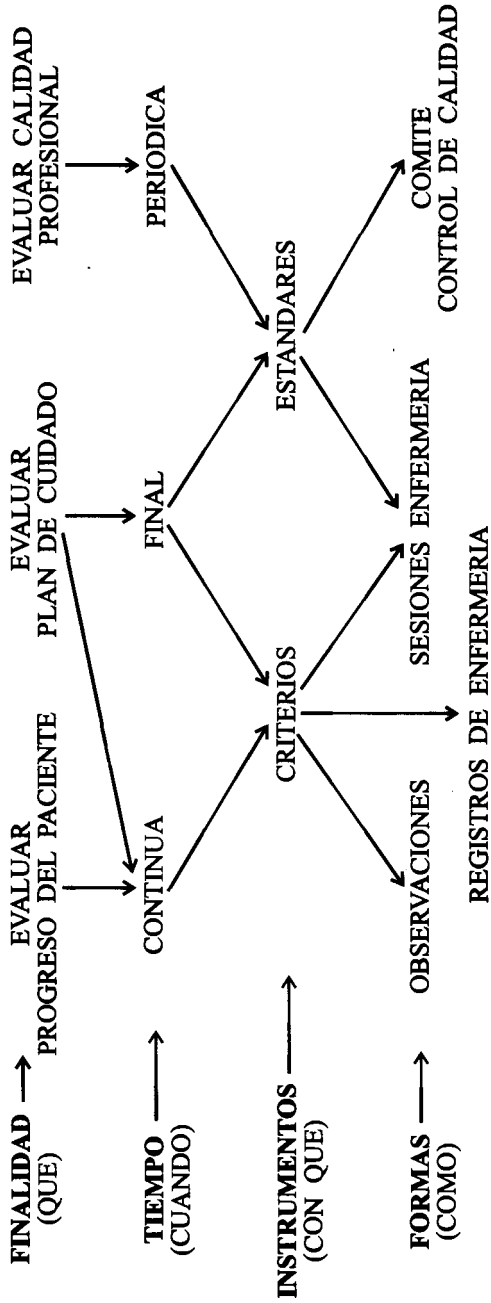 FINALIDAD
(QUE)
EVALUAR
PROGRESO DEL PACIENTE
EVALUAR
PLAN DE CUIDADO
EVALUAR CALIDAD
PROFESIONAL
TIEMPO
(CUANDO)
CONTINUA
FINAL
PERIODICA
INSTRUMENTOS
(CON QUE)
CRITERIOS
ESTANDARES
FORMAS
(COMO)
OBSERVACIONES
SESIONES ENFERMERIA
COMITE
CONTROL DE CALIDAD
REGISTROS DE ENFERMERIA